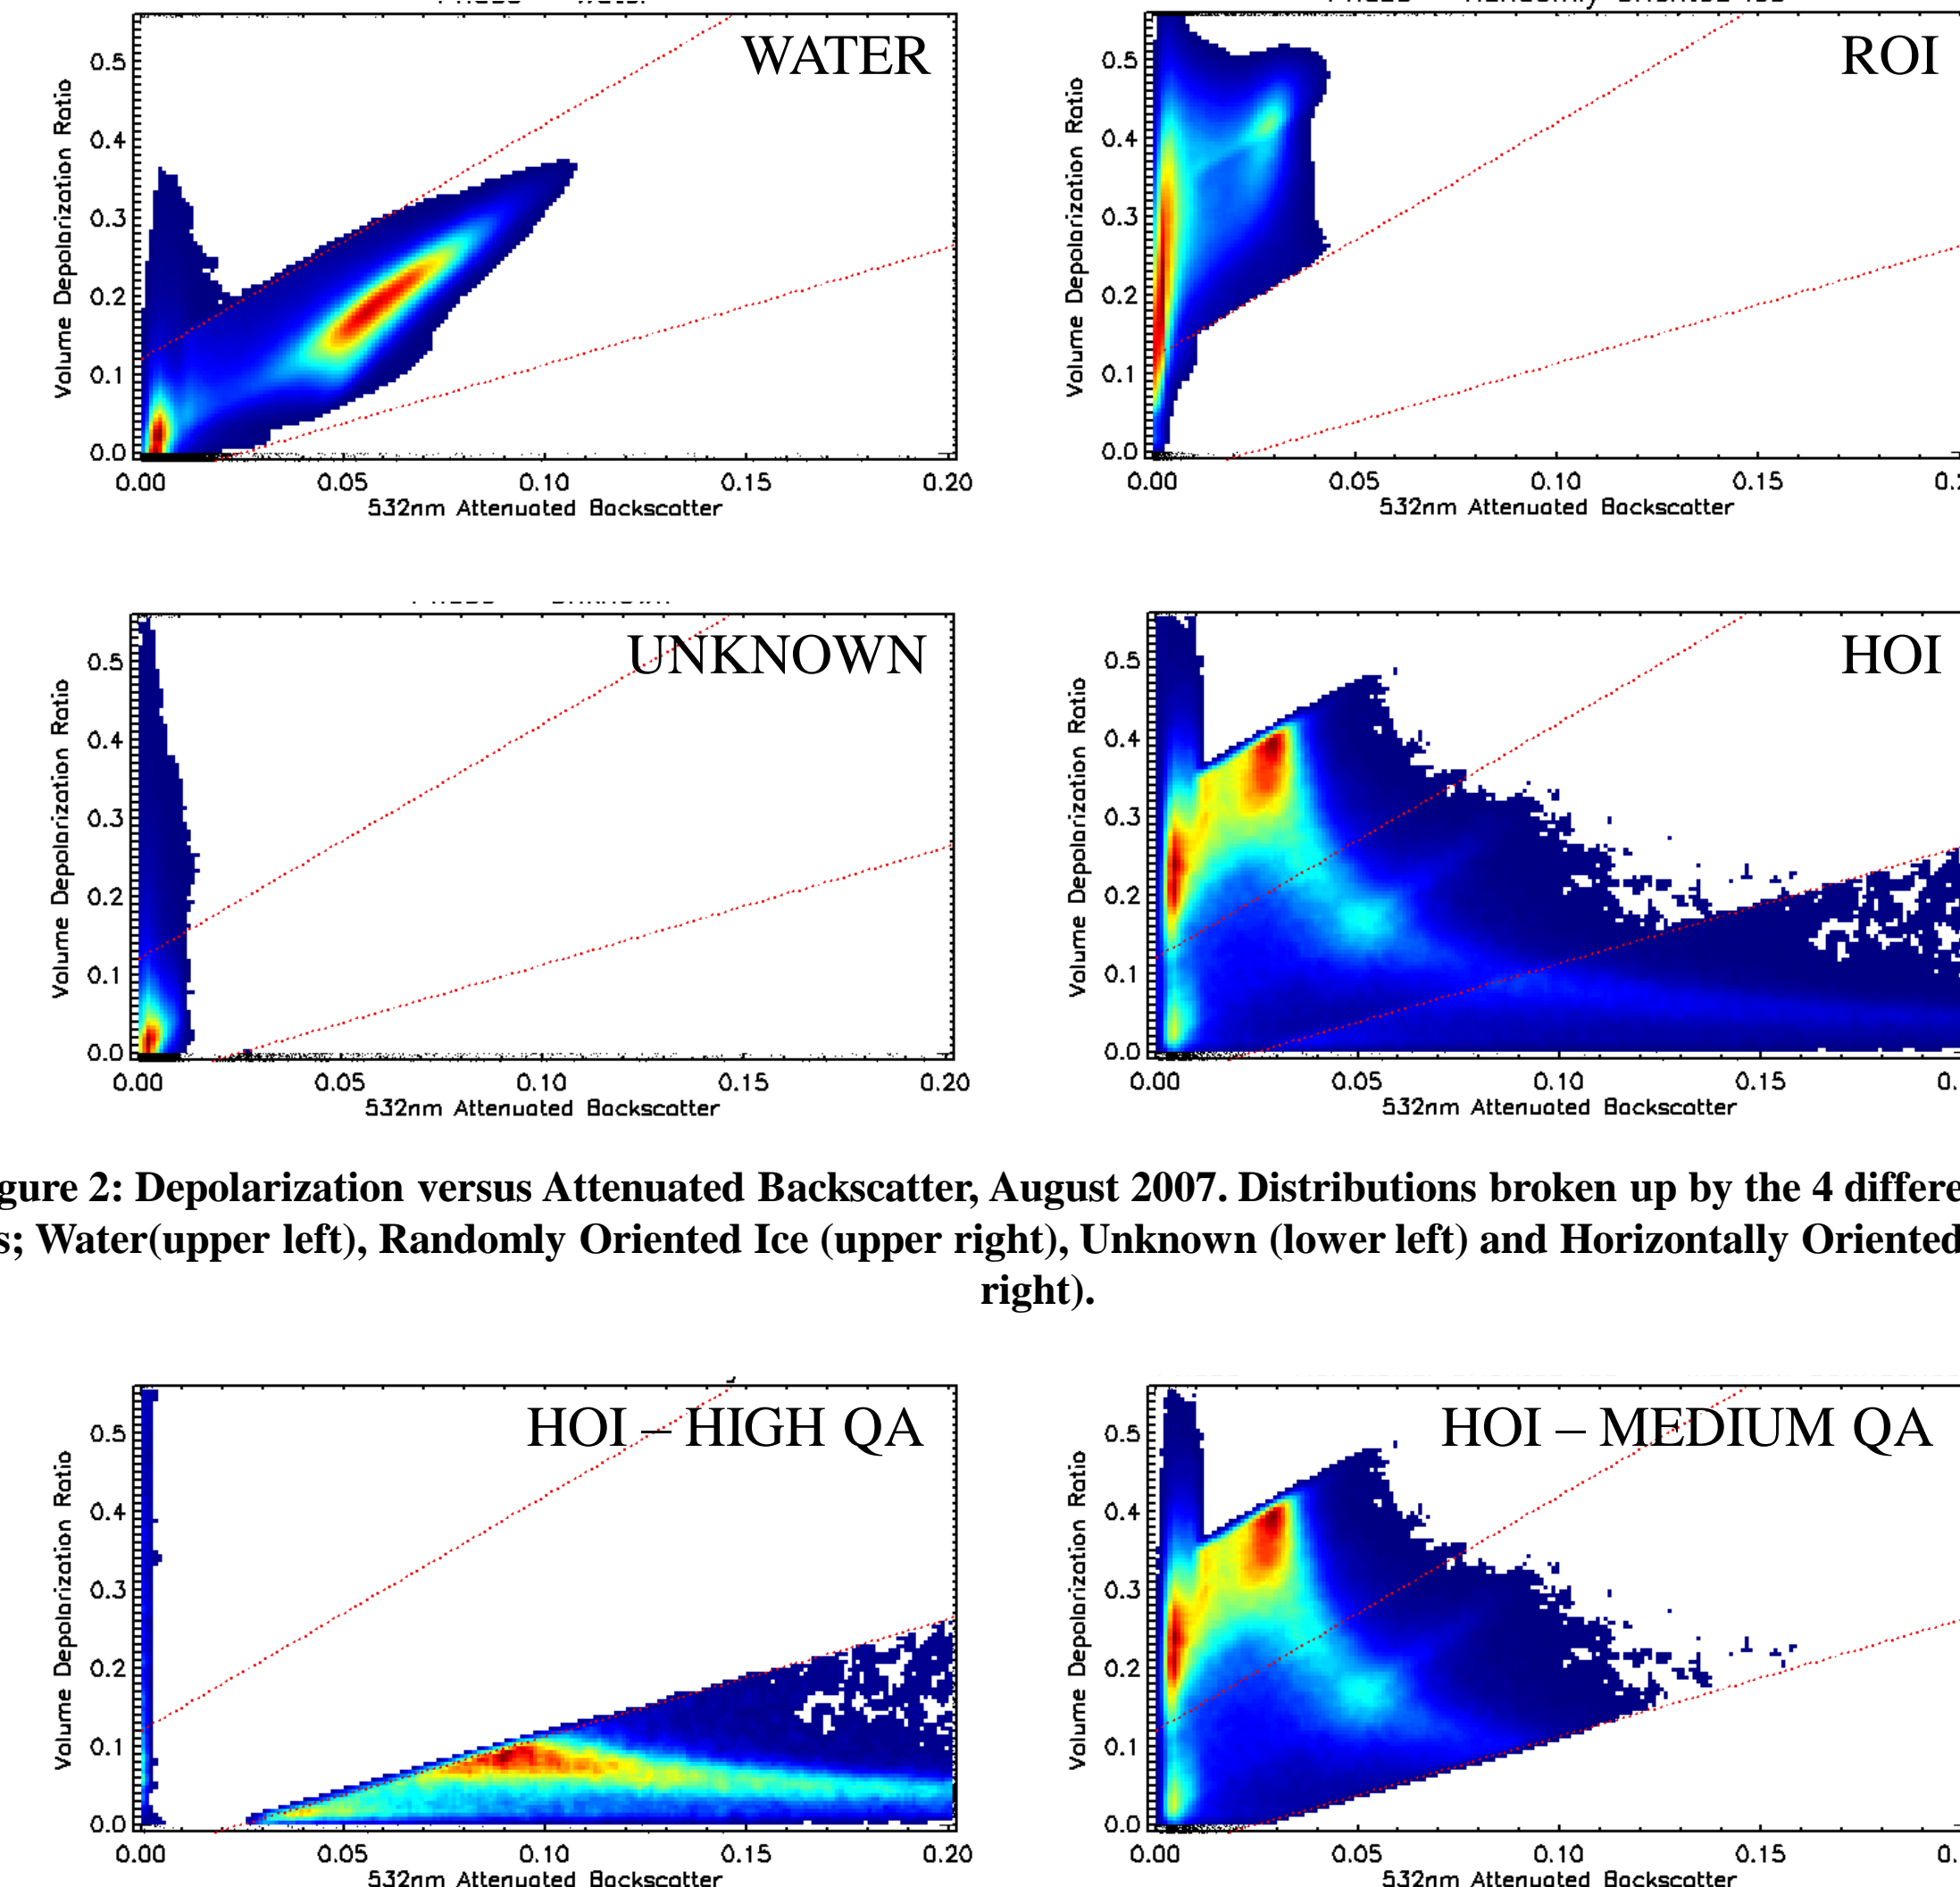 WATER
0.5
0.4
0.3
0.2
0.1
0.0
Volume Depolarization Ratio
0.00 0.05 0.10 0.15 0.20
532nm Attenuated Backscatter
ROI
0.5
0.4
0.3
0.2
0.1
0.0
Volume Depolarization Ratio
0.00 0.05 0.10 0.15 0.
532nm Attenuated Backscatter
UNKNOWN
0.5
0.4
0.3
0.2
0.1
0.0
Volume Depolarization Ratio
0.00 0.05 0.10 0.15 0.20
532nm Attenuated Backscatter
HOI
0.5
0.4
0.3
0.2
0.1
0.0
Volume Depolarization Ratio
0.00 0.05 0.10 0.15 0.
532nm Attenuated Backscatter
gure 2: Depolarization versus Attenuated Backscatter, August 2007. Distributions broken up by the 4 differe
s; Water(upper left), Randomly Oriented Ice (upper right), Unknown (lower left) and Horizontally Oriented
right).
HOI – HIGH QA
0.5
0.4
0.3
0.2
0.1
0.0
Volume Depolarization Ratio
0.00 0.05 0.10 0.15 0.20
532nm Attenuated Backscatter
HOI – MEDIUM QA
0.5
0.4
0.3
0.2
0.1
0.0
Volume Depolarization Ratio
0.00 0.05 0.10 0.15 0.
532nm Attenuated Backscatter